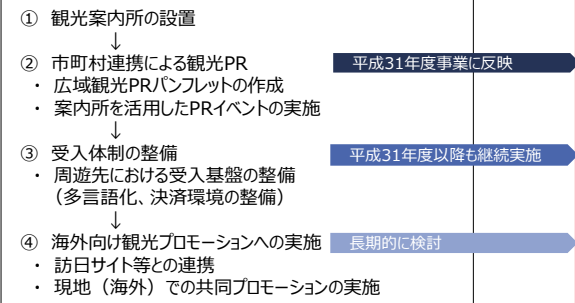 ① 観光案内所の設置
↓
② 市町村連携による観光PR 平成31年度事業に反映
・ 広域観光PRパンフレットの作成
・ 案内所を活用したPRイベントの実施
↓
③ 受入体制の整備 平成31年度以降も継続実施
・ 周遊先における受入基盤の整備
（多言語化、決済環境の整備）
↓
④ 海外向け観光プロモーションへの実施 長期的に検討
・ 訪日サイト等との連携
・ 現地（海外）での共同プロモーションの実施